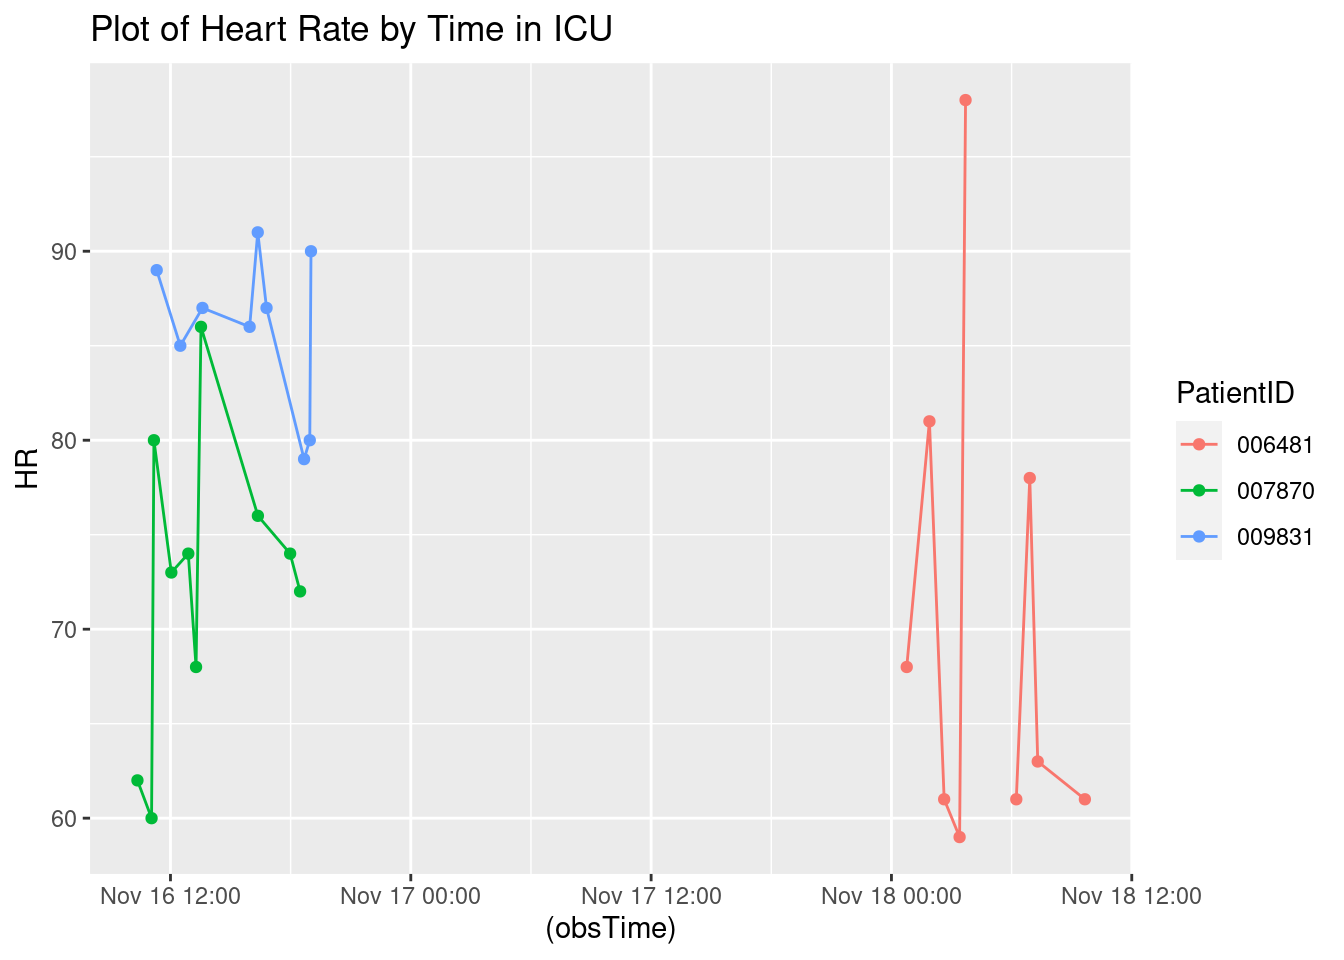 Plot of Heart Rate by Time in ICU
HR
90
80
70
60
Nov 16 12:00
Nov 17 00:00
Nov 17 12:00
Nov 18 00:00
Nov 18 12:00
(obsTime)
PatientID
006481
007870
009831